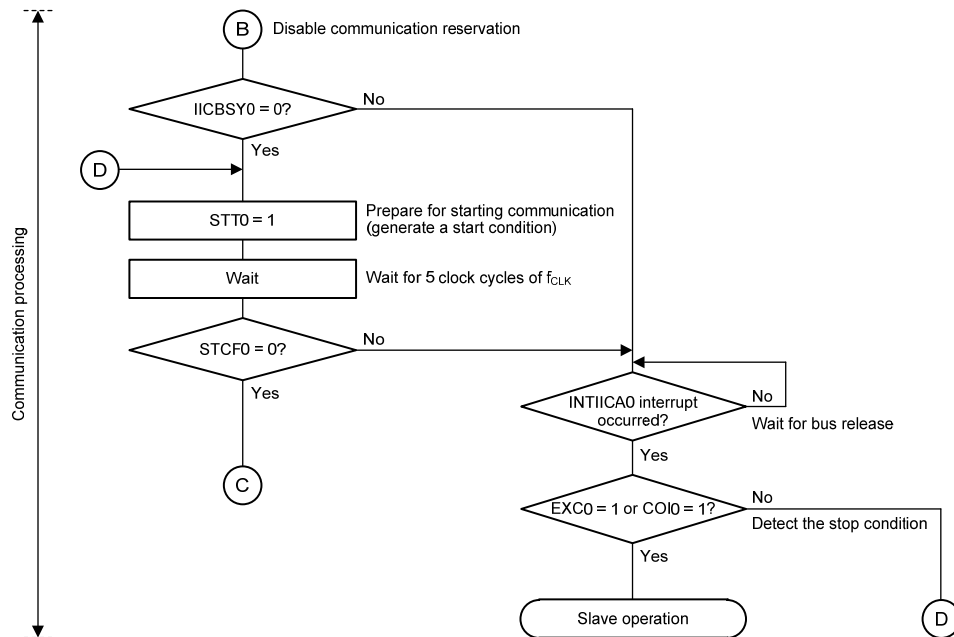 B
Disable communication reservation
IICBSY0 = 0?
No
Yes
D
STT0 = 1
Prepare for starting communication
(generate a start condition)
Wait
Wait for 5 clock cycles of fCLK
STCF0 = 0?
No
Yes
INTIICA0 interrupt
occurred?
No
Wait for bus release
Yes
C
EXC0 = 1 or COI0 = 1?
No
Detect the stop condition
Yes
Slave operation
D
Communication processing